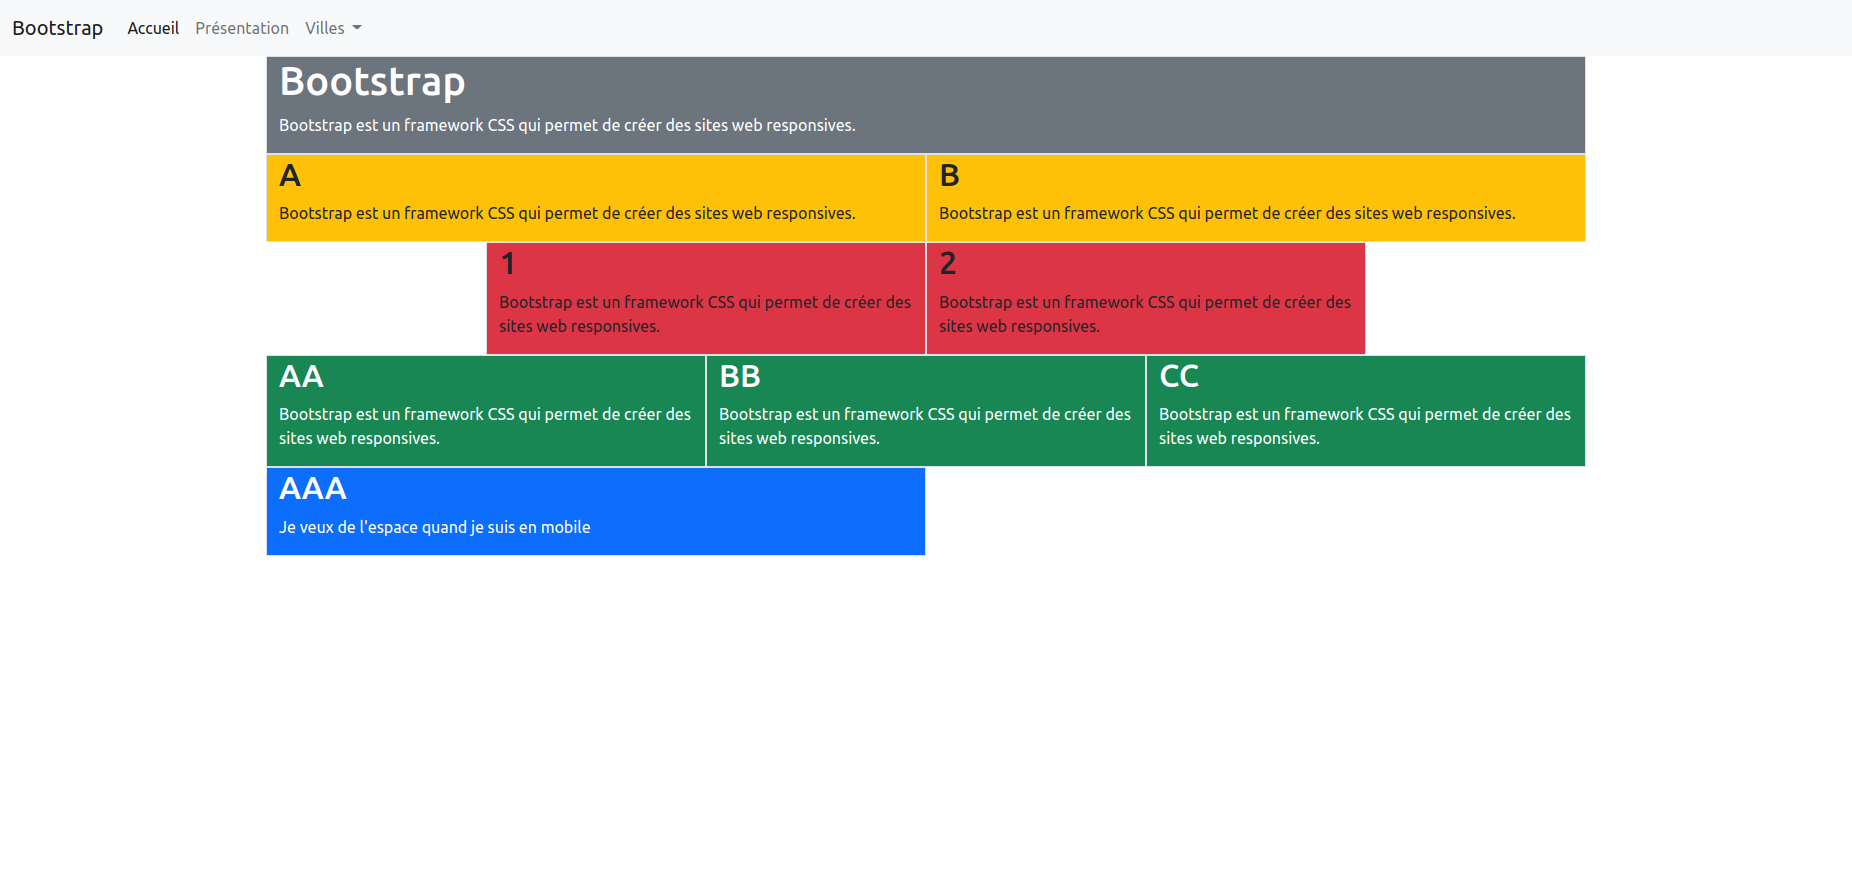 Bootstrap Accueil Présentation Villes
Bootstrap
Bootstrap est un framework CSS qui permet de créer des sites web responsives.
A
Bootstrap est un framework CSS qui permet de créer des sites web responsives.
B
Bootstrap est un framework CSS qui permet de créer des sites web responsives.
1
Bootstrap est un framework CSS qui permet de créer des
sites web responsives.
2
Bootstrap est un framework CSS qui permet de créer des
sites web responsives.
AA
Bootstrap est un framework CSS qui permet de créer des
sites web responsives.
BB
Bootstrap est un framework CSS qui permet de créer des
sites web responsives.
CC
Bootstrap est un framework CSS qui permet de créer des
sites web responsives.
AAA
Je veux de l'espace quand je suis en mobile